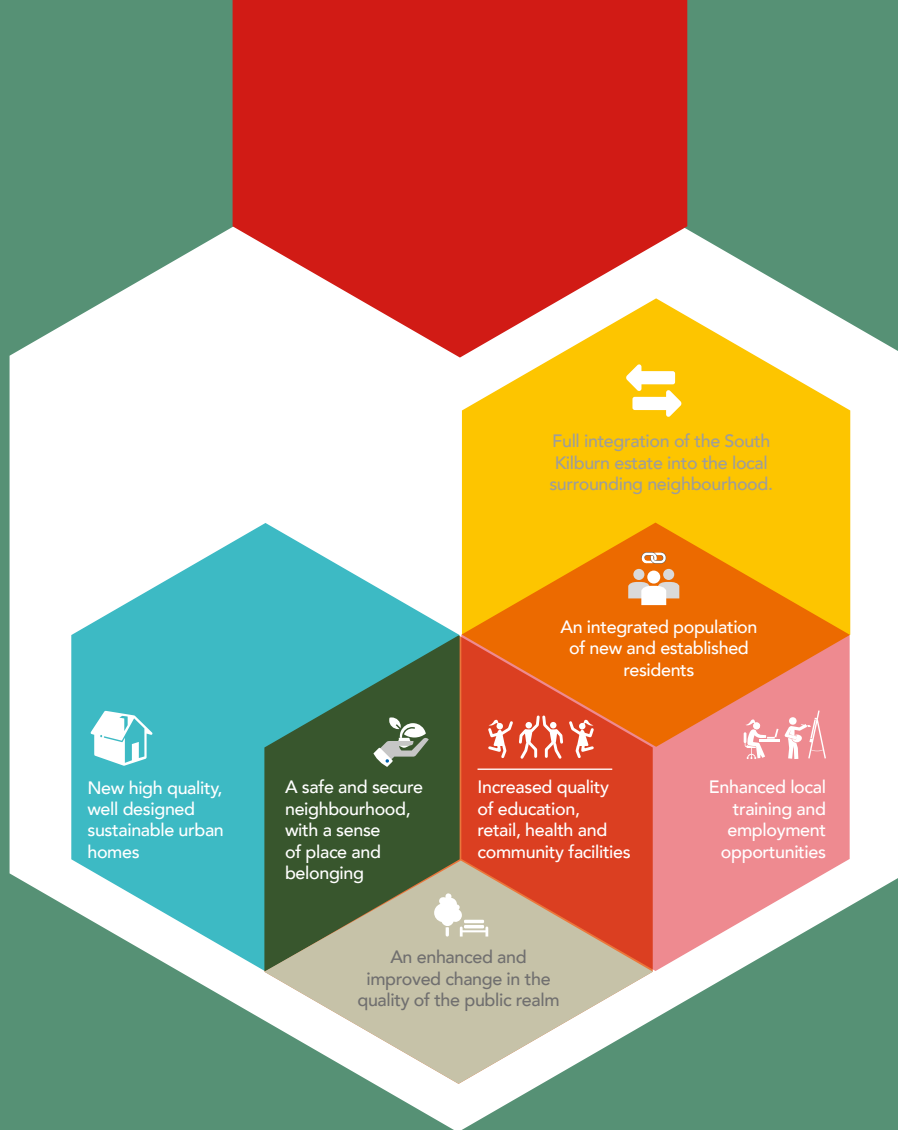 Full integration of the South
Kilburn estate into the local
surrounding neighbourhood.
An integrated population
of new and established
residents
New high quality,
well designed
sustainable urban
homes
A safe and secure
neighbourhood,
with a sense
of place and
belonging
Increased quality
of education,
retail, health and
community facilities
Enhanced local
training and
employment
opportunities
An enhanced and
improved change in the
quality of the public realm